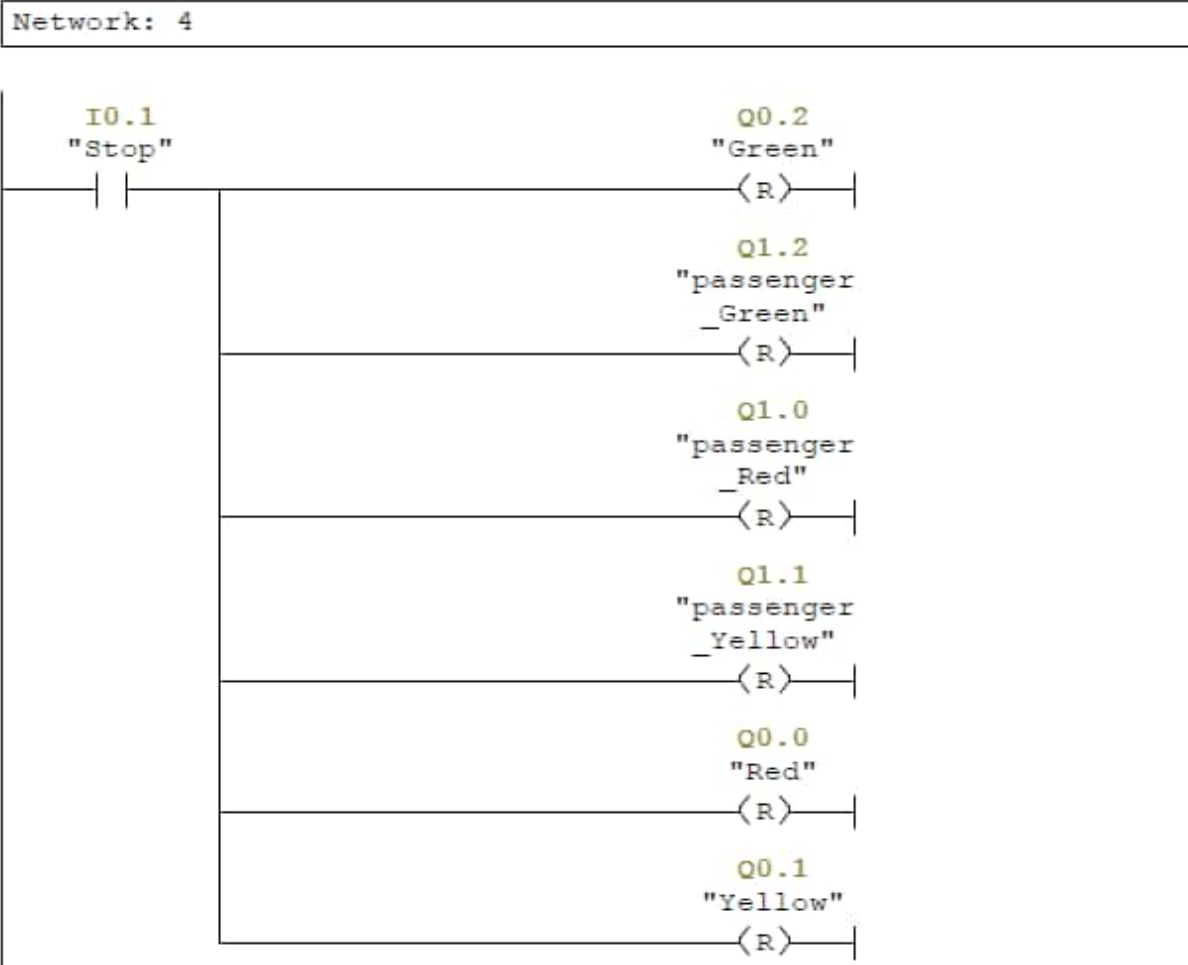 Network: 4
I0.1
"Stop"
Q0.2
"Green"
(R)
Q1.2
"passenger
_Green"
(R)
Q1.0
"passenger
_Red"
(R)
Q1.1
"passenger
_Yellow"
(R)
Q0.0
"Red"
(R)
Q0.1
"Yellow"
(R)